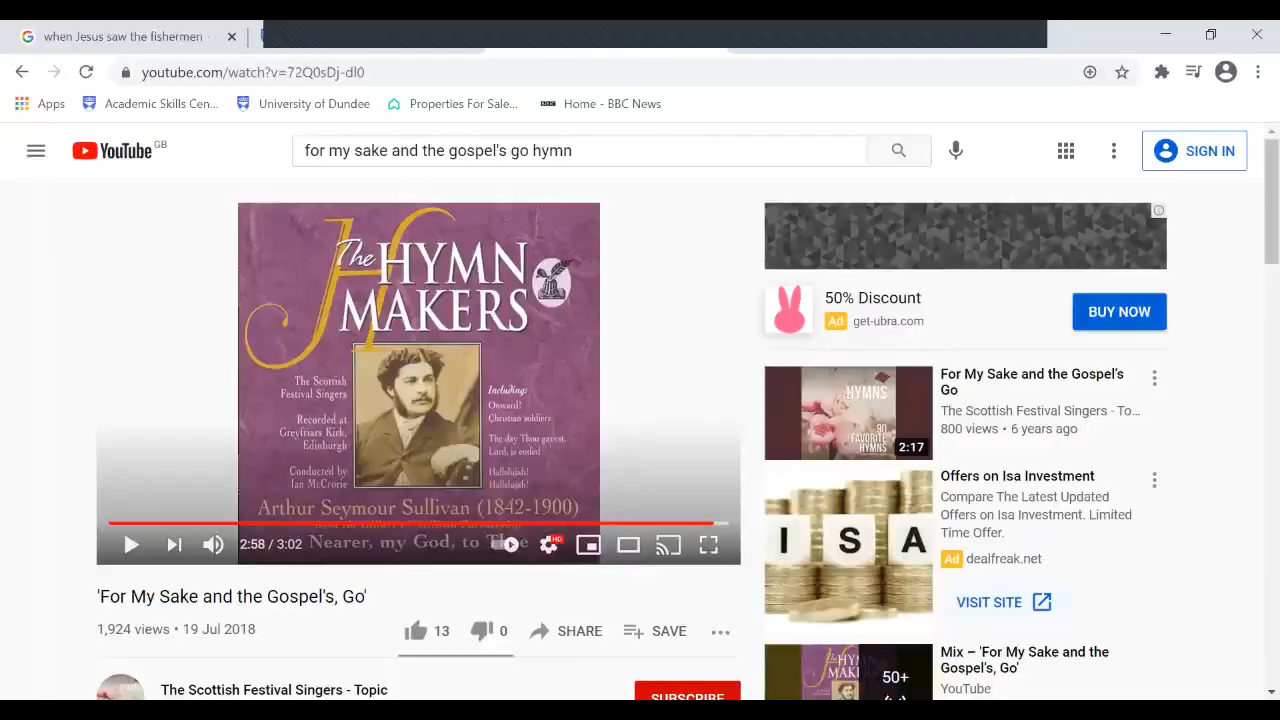 when Jesus saw the fishermen
youtube.com/watch?v=72Q0sDj-dI0
Apps
Academic Skills Cen...
University of Dundee
Properties For Sale...
BBC
Home - BBC News
YouTube GB
for my sake and the gospel's go hymn
SIGN IN
The HYMN
MAKERS
The Scottish
Festival Singers
Recorded at
Greyfriars Kirk,
Edinburgh
Conducted by
Ian McCrorie
Including:
Onward!
Christian soldiers
The day Thou gavest,
Lord, is ended
Hallelujah!
Hallelujah!
Arthur Seymour Sullivan (1842-1900)
Nearer, my God, to Thee
2:58 / 3:02
HD
'For My Sake and the Gospel's, Go'
1,924 views • 19 Jul 2018
13
0
SHARE
SAVE
The Scottish Festival Singers - Topic
SUBSCRIBE
50% Discount
Ad get-ubra.com
BUY NOW
HYMNS
90
FAVORITE
HYMNS
2:17
For My Sake and the Gospel's
Go
The Scottish Festival Singers - To...
800 views • 6 years ago
I S A
Offers on Isa Investment
Compare The Latest Updated
Offers on Isa Investment. Limited
Time Offer.
Ad dealfreak.net
VISIT SITE
The HYM
MAKE
50+
Mix – 'For My Sake and the
Gospel's, Go'
YouTube